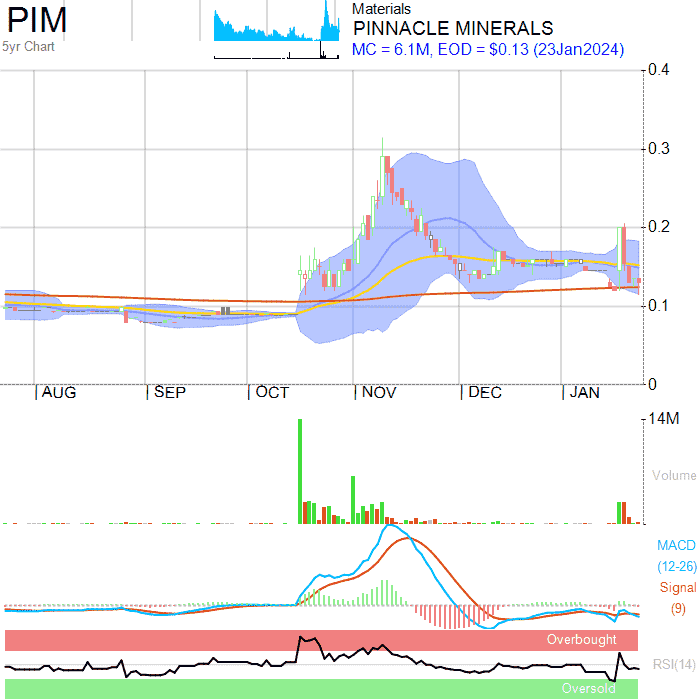 PIM
5yr Chart
Materials
PINNACLE MINERALS
MC = 6.1M, EOD = $0.13 (23Jan2024)
0.4
0.3
0.2
0.1
0
AUG
SEP
OCT
NOV
DEC
JAN
14M
Volume
MACD
(12-26)
Signal
(9)
Overbought
RSI(14)
Oversold